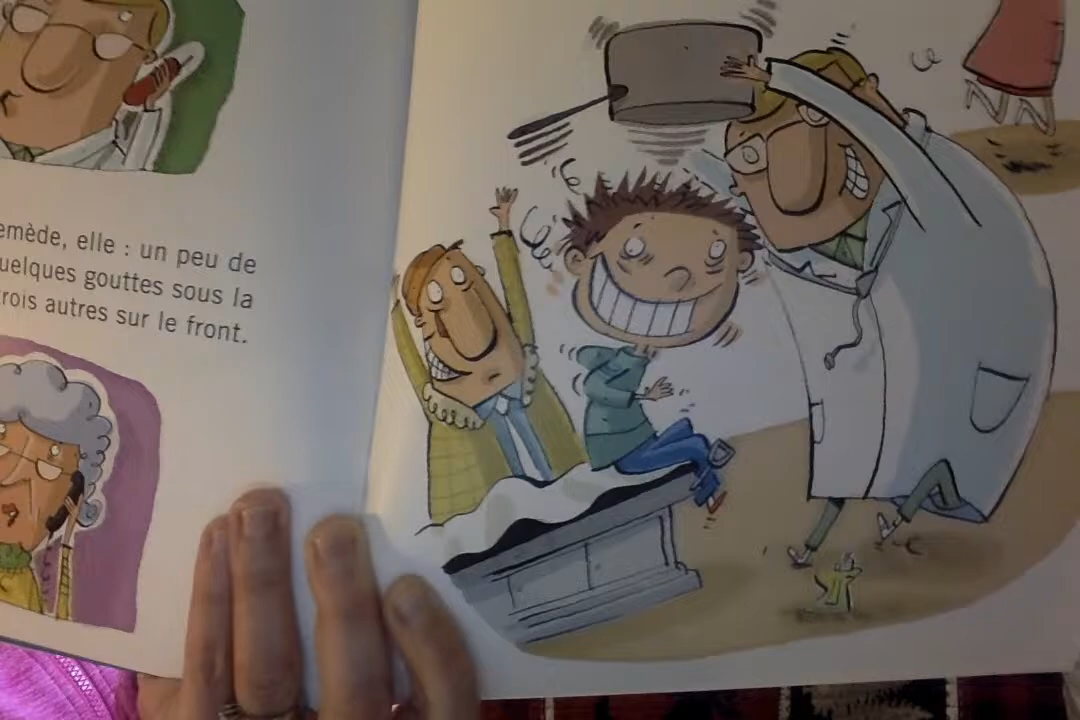 emède, elle : un peu de
uelques gouttes sous la
rois autres sur le front.